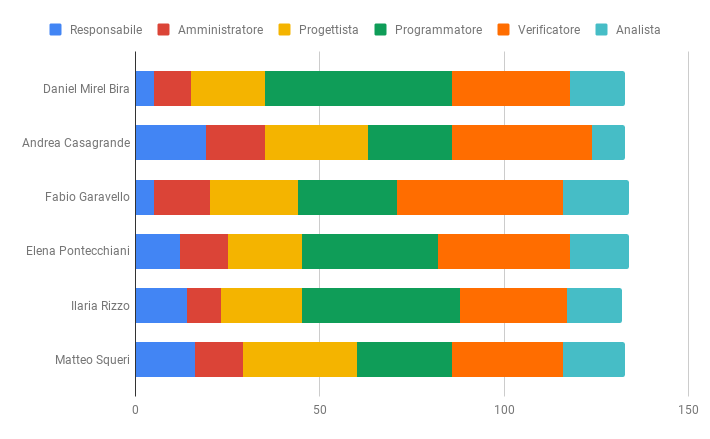 Responsabile Amministratore Progettista Programmatore Verificatore Analista
Daniel Mirel Bira
Andrea Casagrande
Fabio Garavello
Elena Pontecchiani
Ilaria Rizzo
Matteo Squeri
0 50 100 150